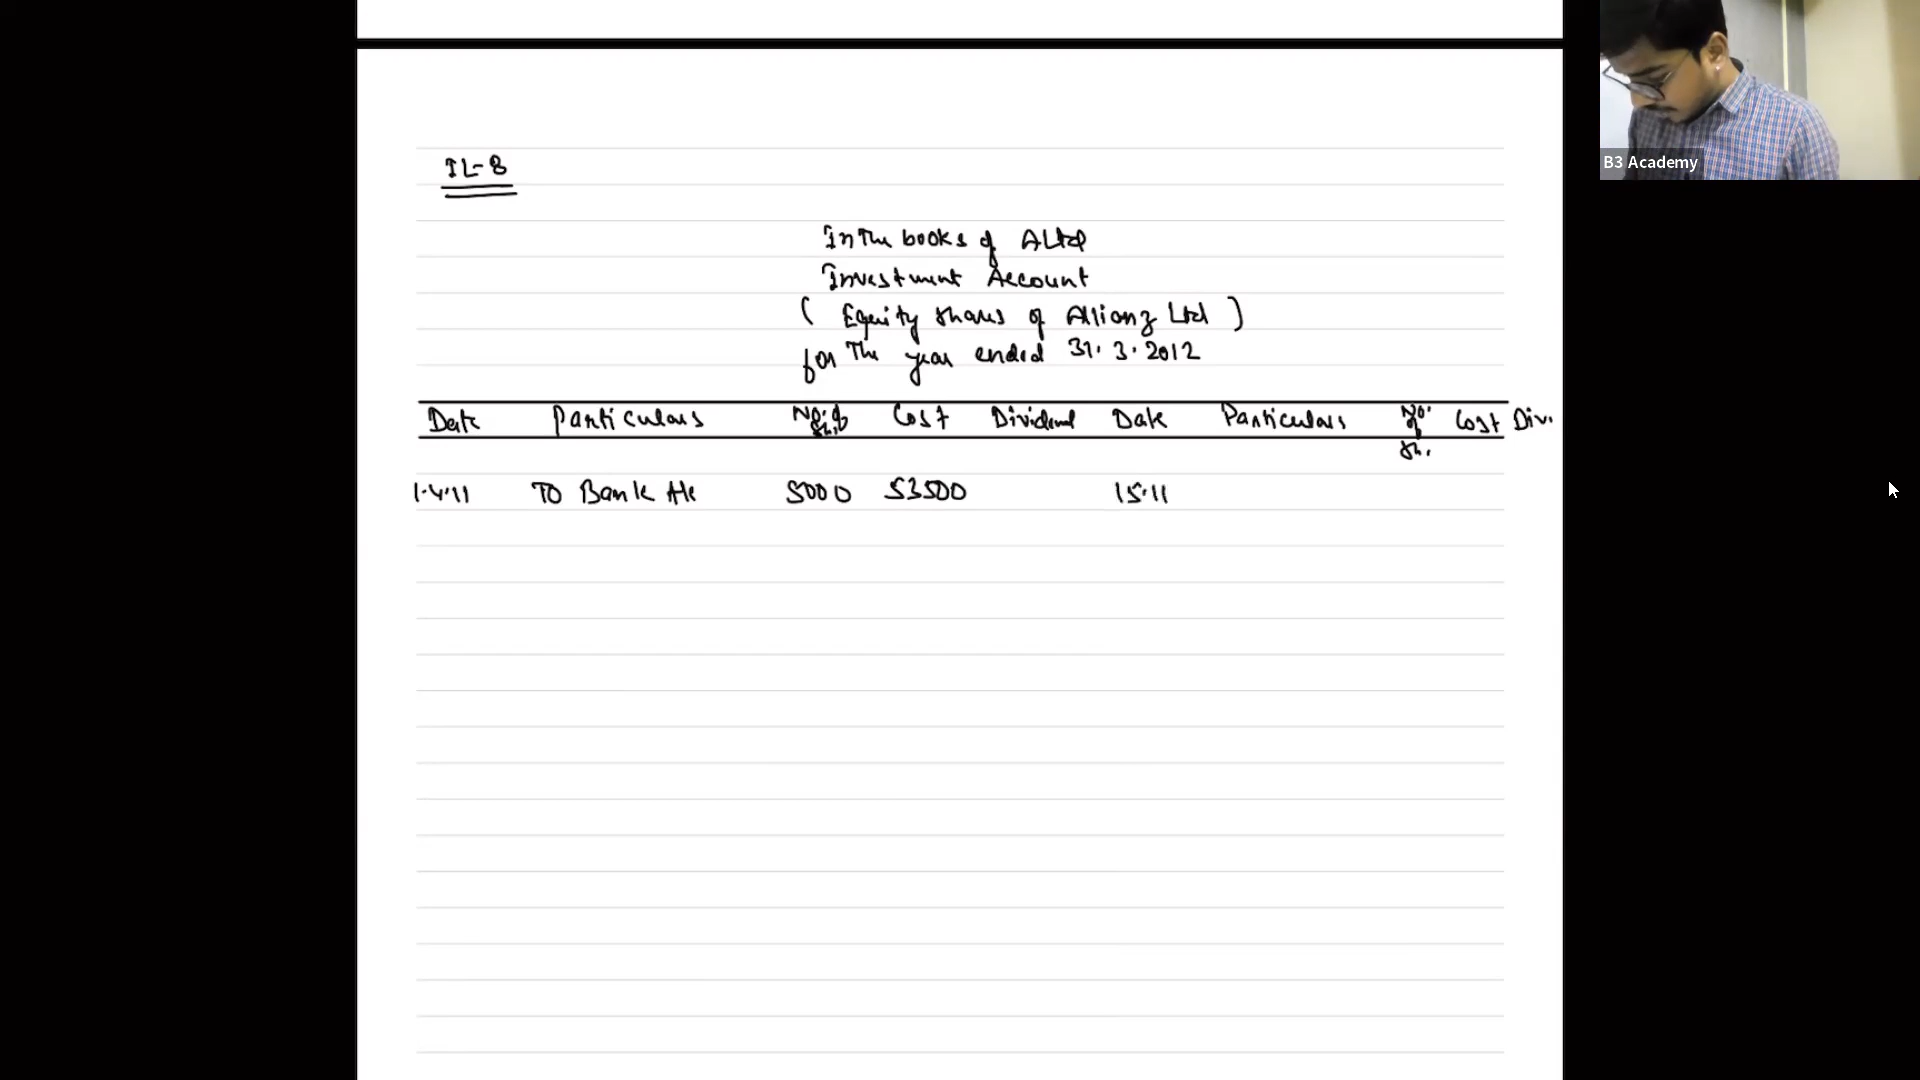 IL-8
In The books of A Ltd
Investment Account
( Equity shares of Allianz Ltd )
for The year ended 31.3.2012
Date Particulars No. of sh. Cost Dividend Date Particulars No. of sh. Cost Div.
1.4.11 TO Bank A/c 5000 53500 15.11
B3 Academy